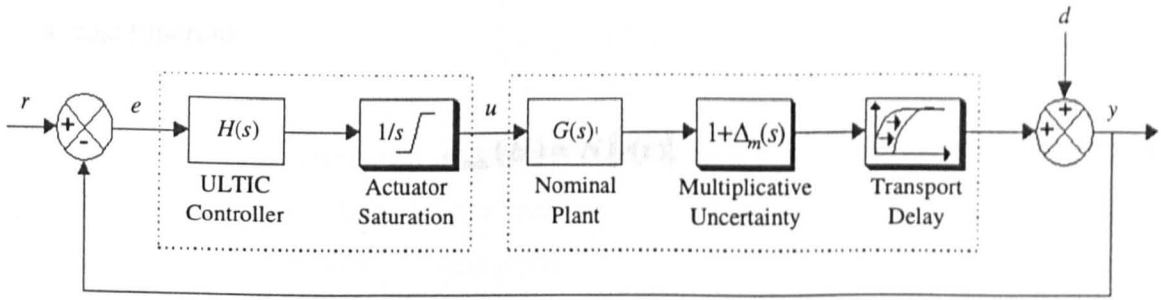 d
r
e
u
y
+
-
+
+
H(s)
1/s
G(s)
1+Δm(s)
ULTIC
Controller
Actuator
Saturation
Nominal
Plant
Multiplicative
Uncertainty
Transport
Delay